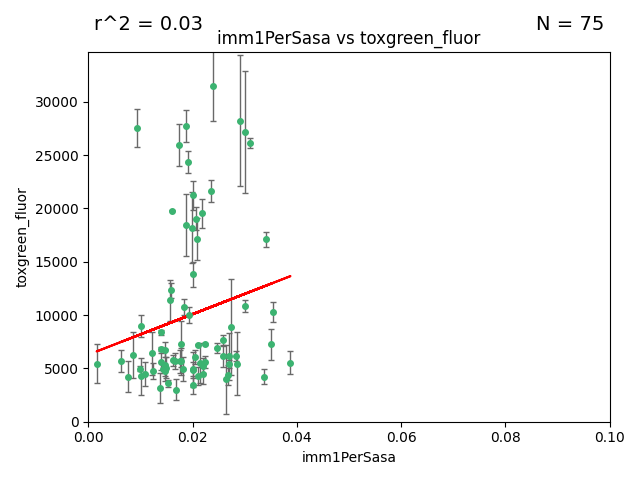 r^2 = 0.03
N = 75
imm1PerSasa vs toxgreen_fluor
toxgreen_fluor
30000
25000
20000
15000
10000
5000
0
0.00
0.02
0.04
0.06
0.08
0.10
imm1PerSasa